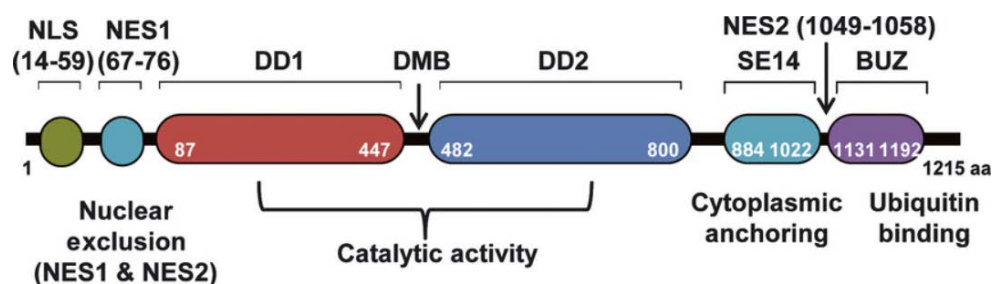 NLS
(14-59)
NES1
(67-76)
DD1
DMB
DD2
NES2 (1049-1058)
SE14
BUZ
1
87
447
482
800
884 1022
1131 1192
1215 aa
Nuclear
exclusion
(NES1 & NES2)
Catalytic activity
Cytoplasmic
anchoring
Ubiquitin
binding